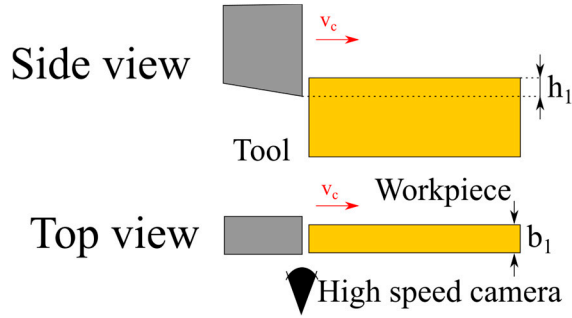 v_c
Side view
h_1
Tool
v_c
Workpiece
Top view
b_1
High speed camera